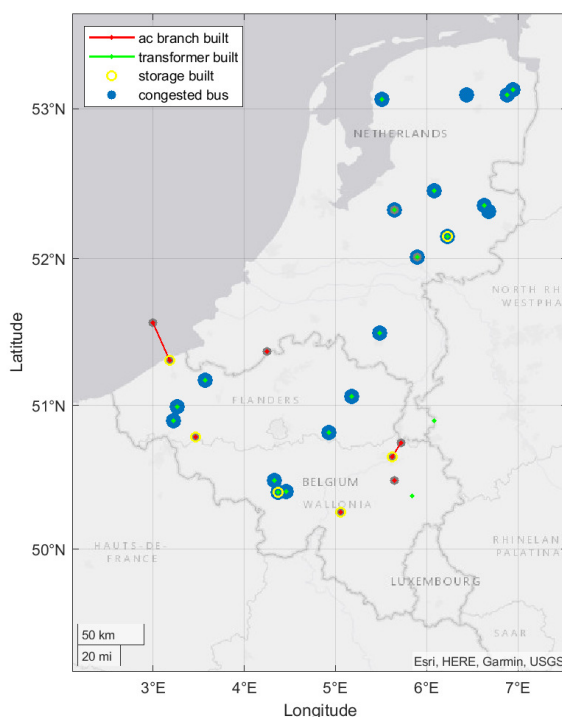 ac branch built
transformer built
storage built
congested bus
53°N
NETHERLANDS
52°N
NORTH RH
WESTPHA
Latitude
51°N
FLANDERS
BELGIUM
WALLONIA
50°N
HAUTS-DE-
FRANCE
RHINELAN
PALATINA
LUXEMBOURG
50 km
20 mi
SAAR
Esri, HERE, Garmin, USGS
3°E 4°E 5°E 6°E 7°E
Longitude